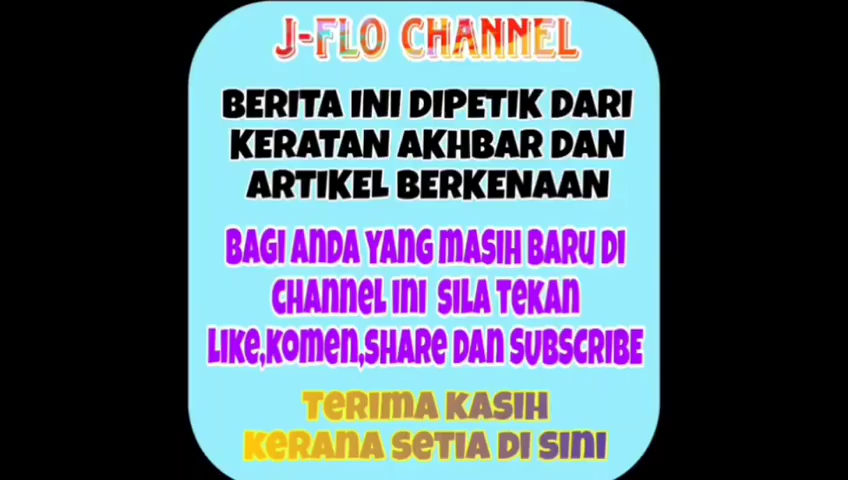 J-FLO CHANNEL
BERITA INI DIPETIK DARI
KERATAN AKHBAR DAN
ARTIKEL BERKENAAN
BAGI ANDA YANG MASIH BARU DI
CHANNEL INI SILA TEKAN
LIKE,KOMEN,SHARE DAN SUBSCRIBE
TERIMA KASIH
KERANA SETIA DI SINI